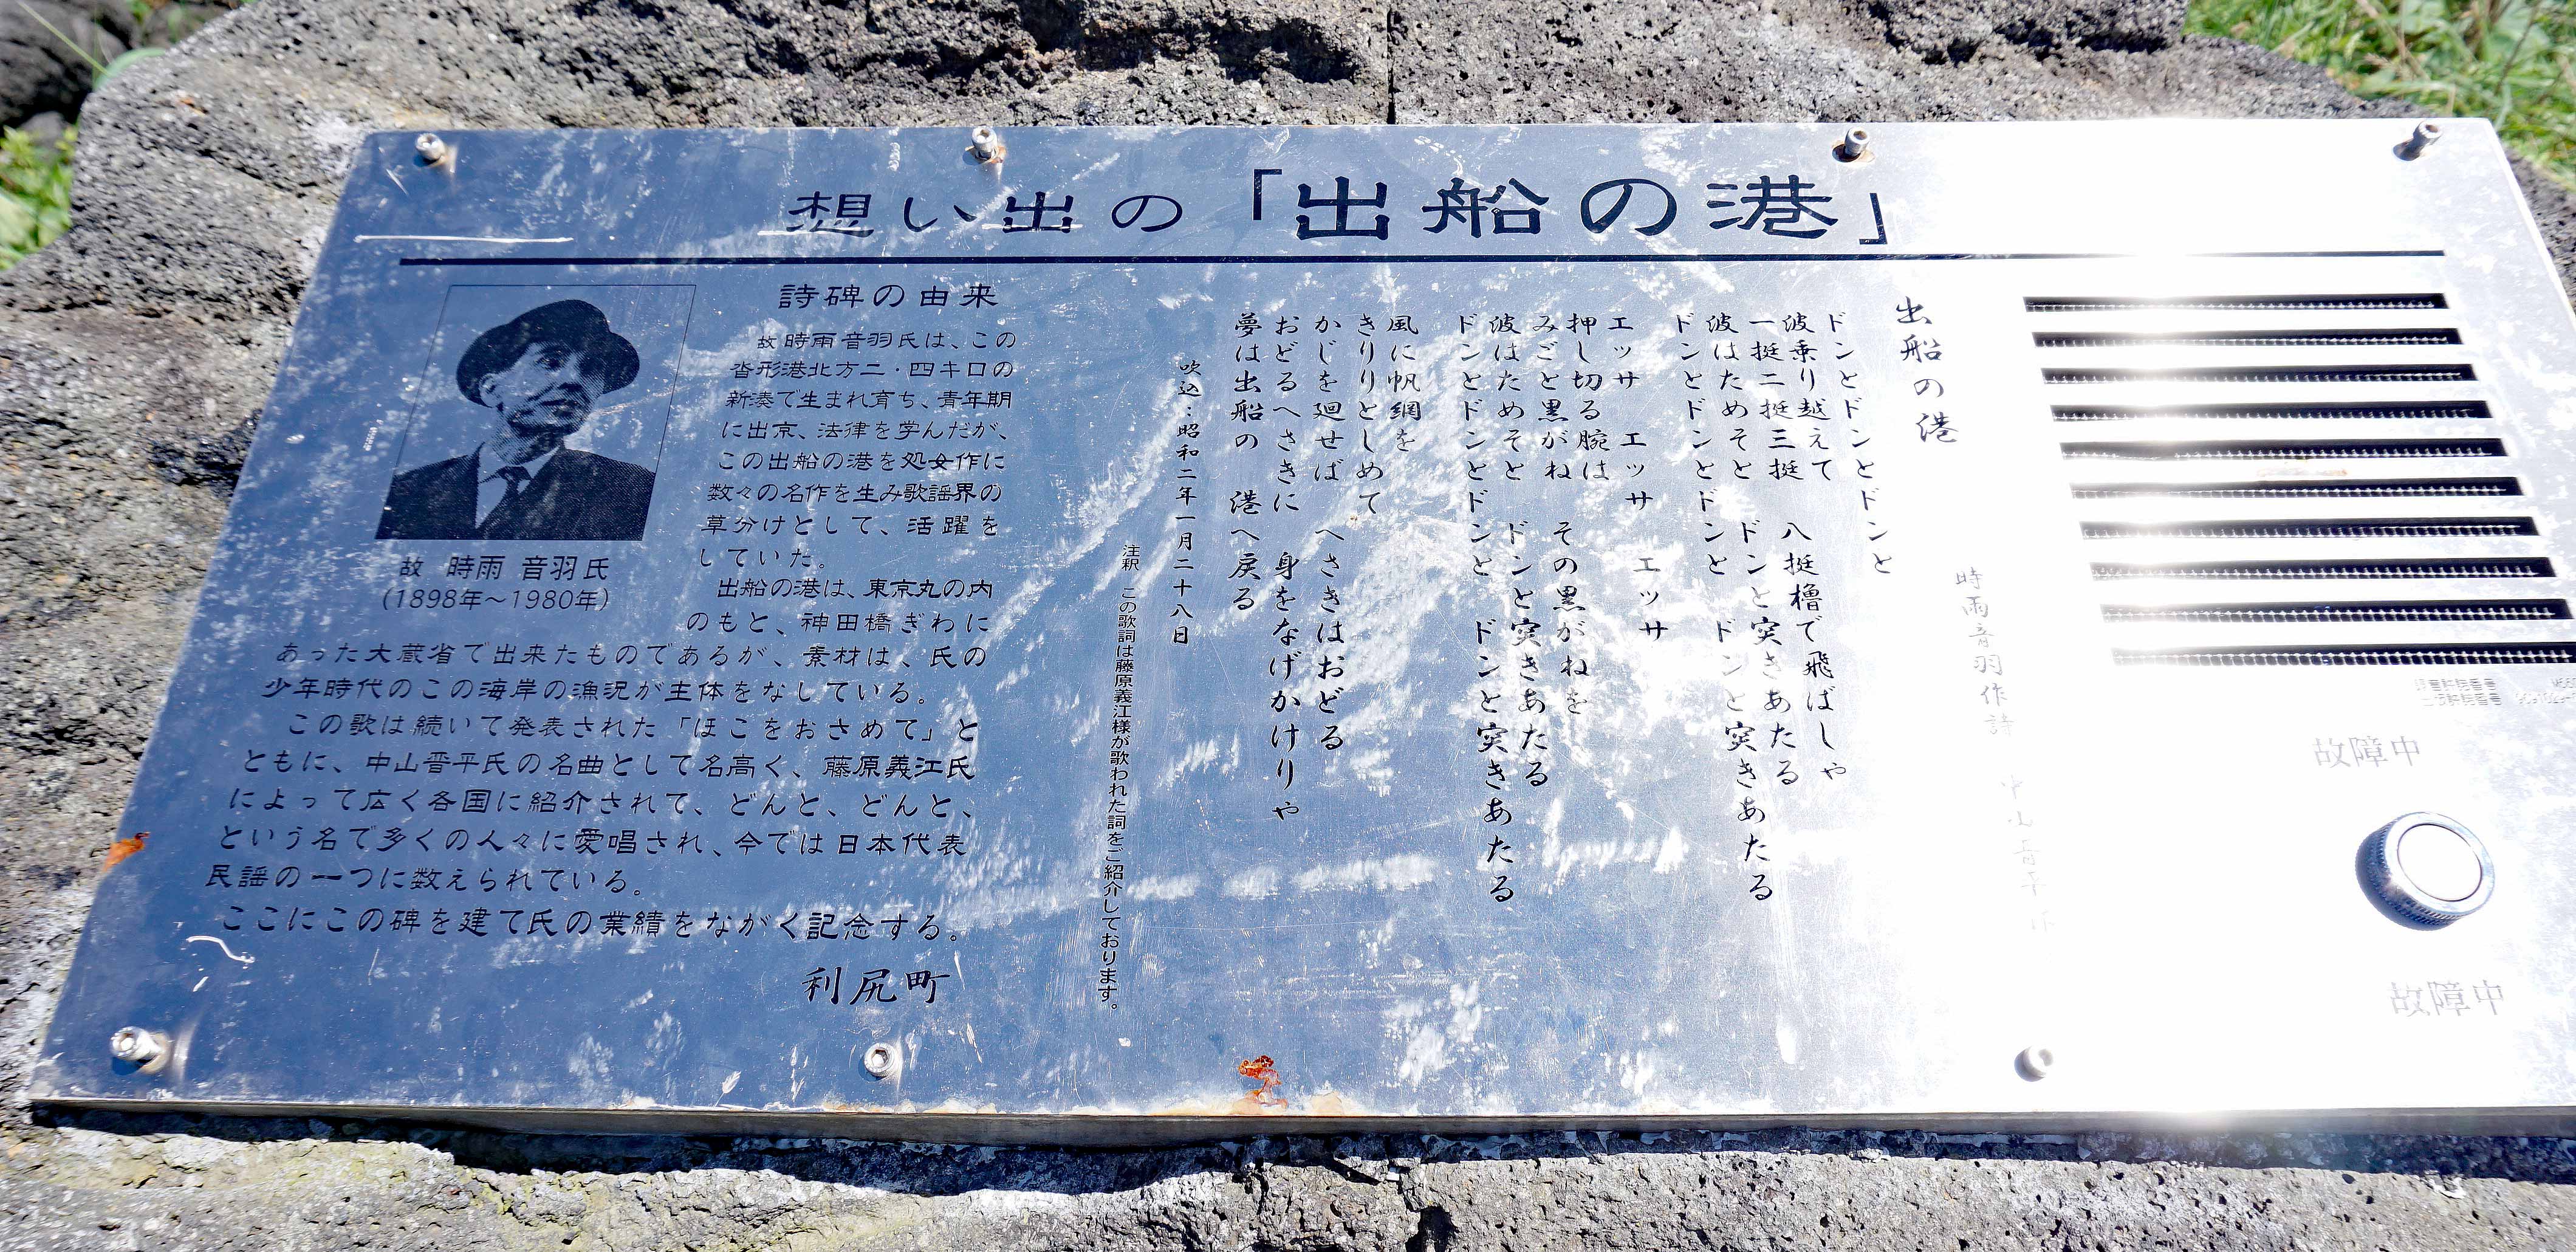 想い出の「出船の港」
詩碑の由来
故時雨音羽氏は、この
沓形港北方二・四キロの
新湊で生まれ育ち、青年期
に出京、法律を学んだが、
この出船の港を処女作に
数々の名作を生み歌謡界の
草分けとして、活躍を
していた。
出船の港は、東京丸の内
のもと、神田橋ぎわに
あった大蔵省で出来たものであるが、素材は、氏の
少年時代のこの海岸の漁況が主体をなしている。
この歌は続いて発表された「ほこをおさめて」と
ともに、中山晋平氏の名曲として名高く、藤原義江氏
によって広く各国に紹介されて、どんと、どんと、
という名で多くの人々に愛唱され、今では日本代表
民謡の一つに数えられている。
ここにこの碑を建て氏の業績をながく記念する。
利尻町
故 時雨 音羽氏
(1898年～1980年)
出船の港
時雨音羽作詩 中山晋平作
ドンとドンとドンと
波乗り越えて 八挺櫓で飛ばしゃ
一挺二挺三挺
波はためそと ドンと突きあたる
ドンとドンとドンと ドンと突きあたる
エッサ エッサ エッサ
押し切る腕は
みごと黒がね その黒がねを
波はためそと ドンと突きあたる
ドンとドンとドンと ドンと突きあたる
風に帆綱を
きりりとしめて
かじを廻せば へさきはおどる
おどるへさきに 身をなげかけりゃ
夢は出船の 港へ戻る
吹込：昭和二年一月二十八日
注釈 この歌詞は藤原義江様が歌われた詞をご紹介しております。
故障中
故障中